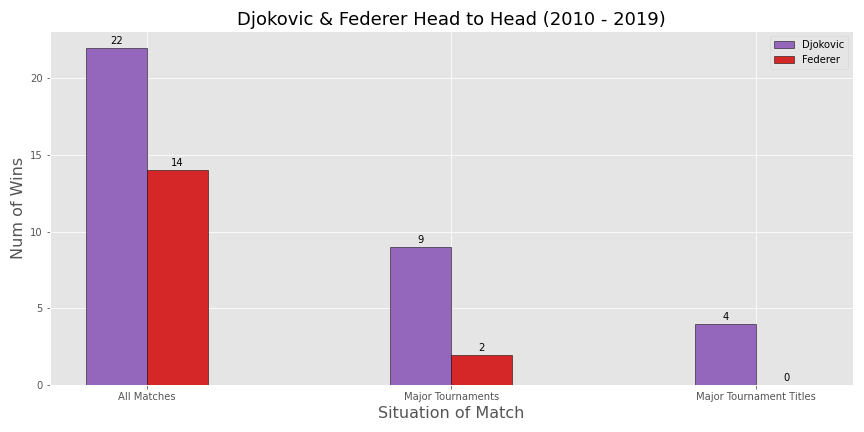 Djokovic & Federer Head to Head (2010 - 2019)
Djokovic
Federer
Num of Wins
20
15
10
5
0
22
14
9
2
4
0
All Matches
Major Tournaments
Major Tournament Titles
Situation of Match